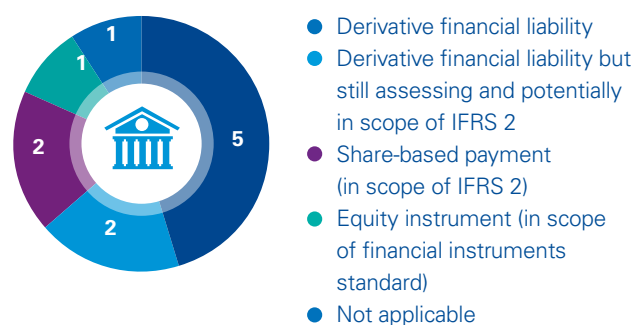 1
1
5
2
2
Derivative financial liability
Derivative financial liability but
still assessing and potentially
in scope of IFRS 2
Share-based payment
(in scope of IFRS 2)
Equity instrument (in scope
of financial instruments
standard)
Not applicable